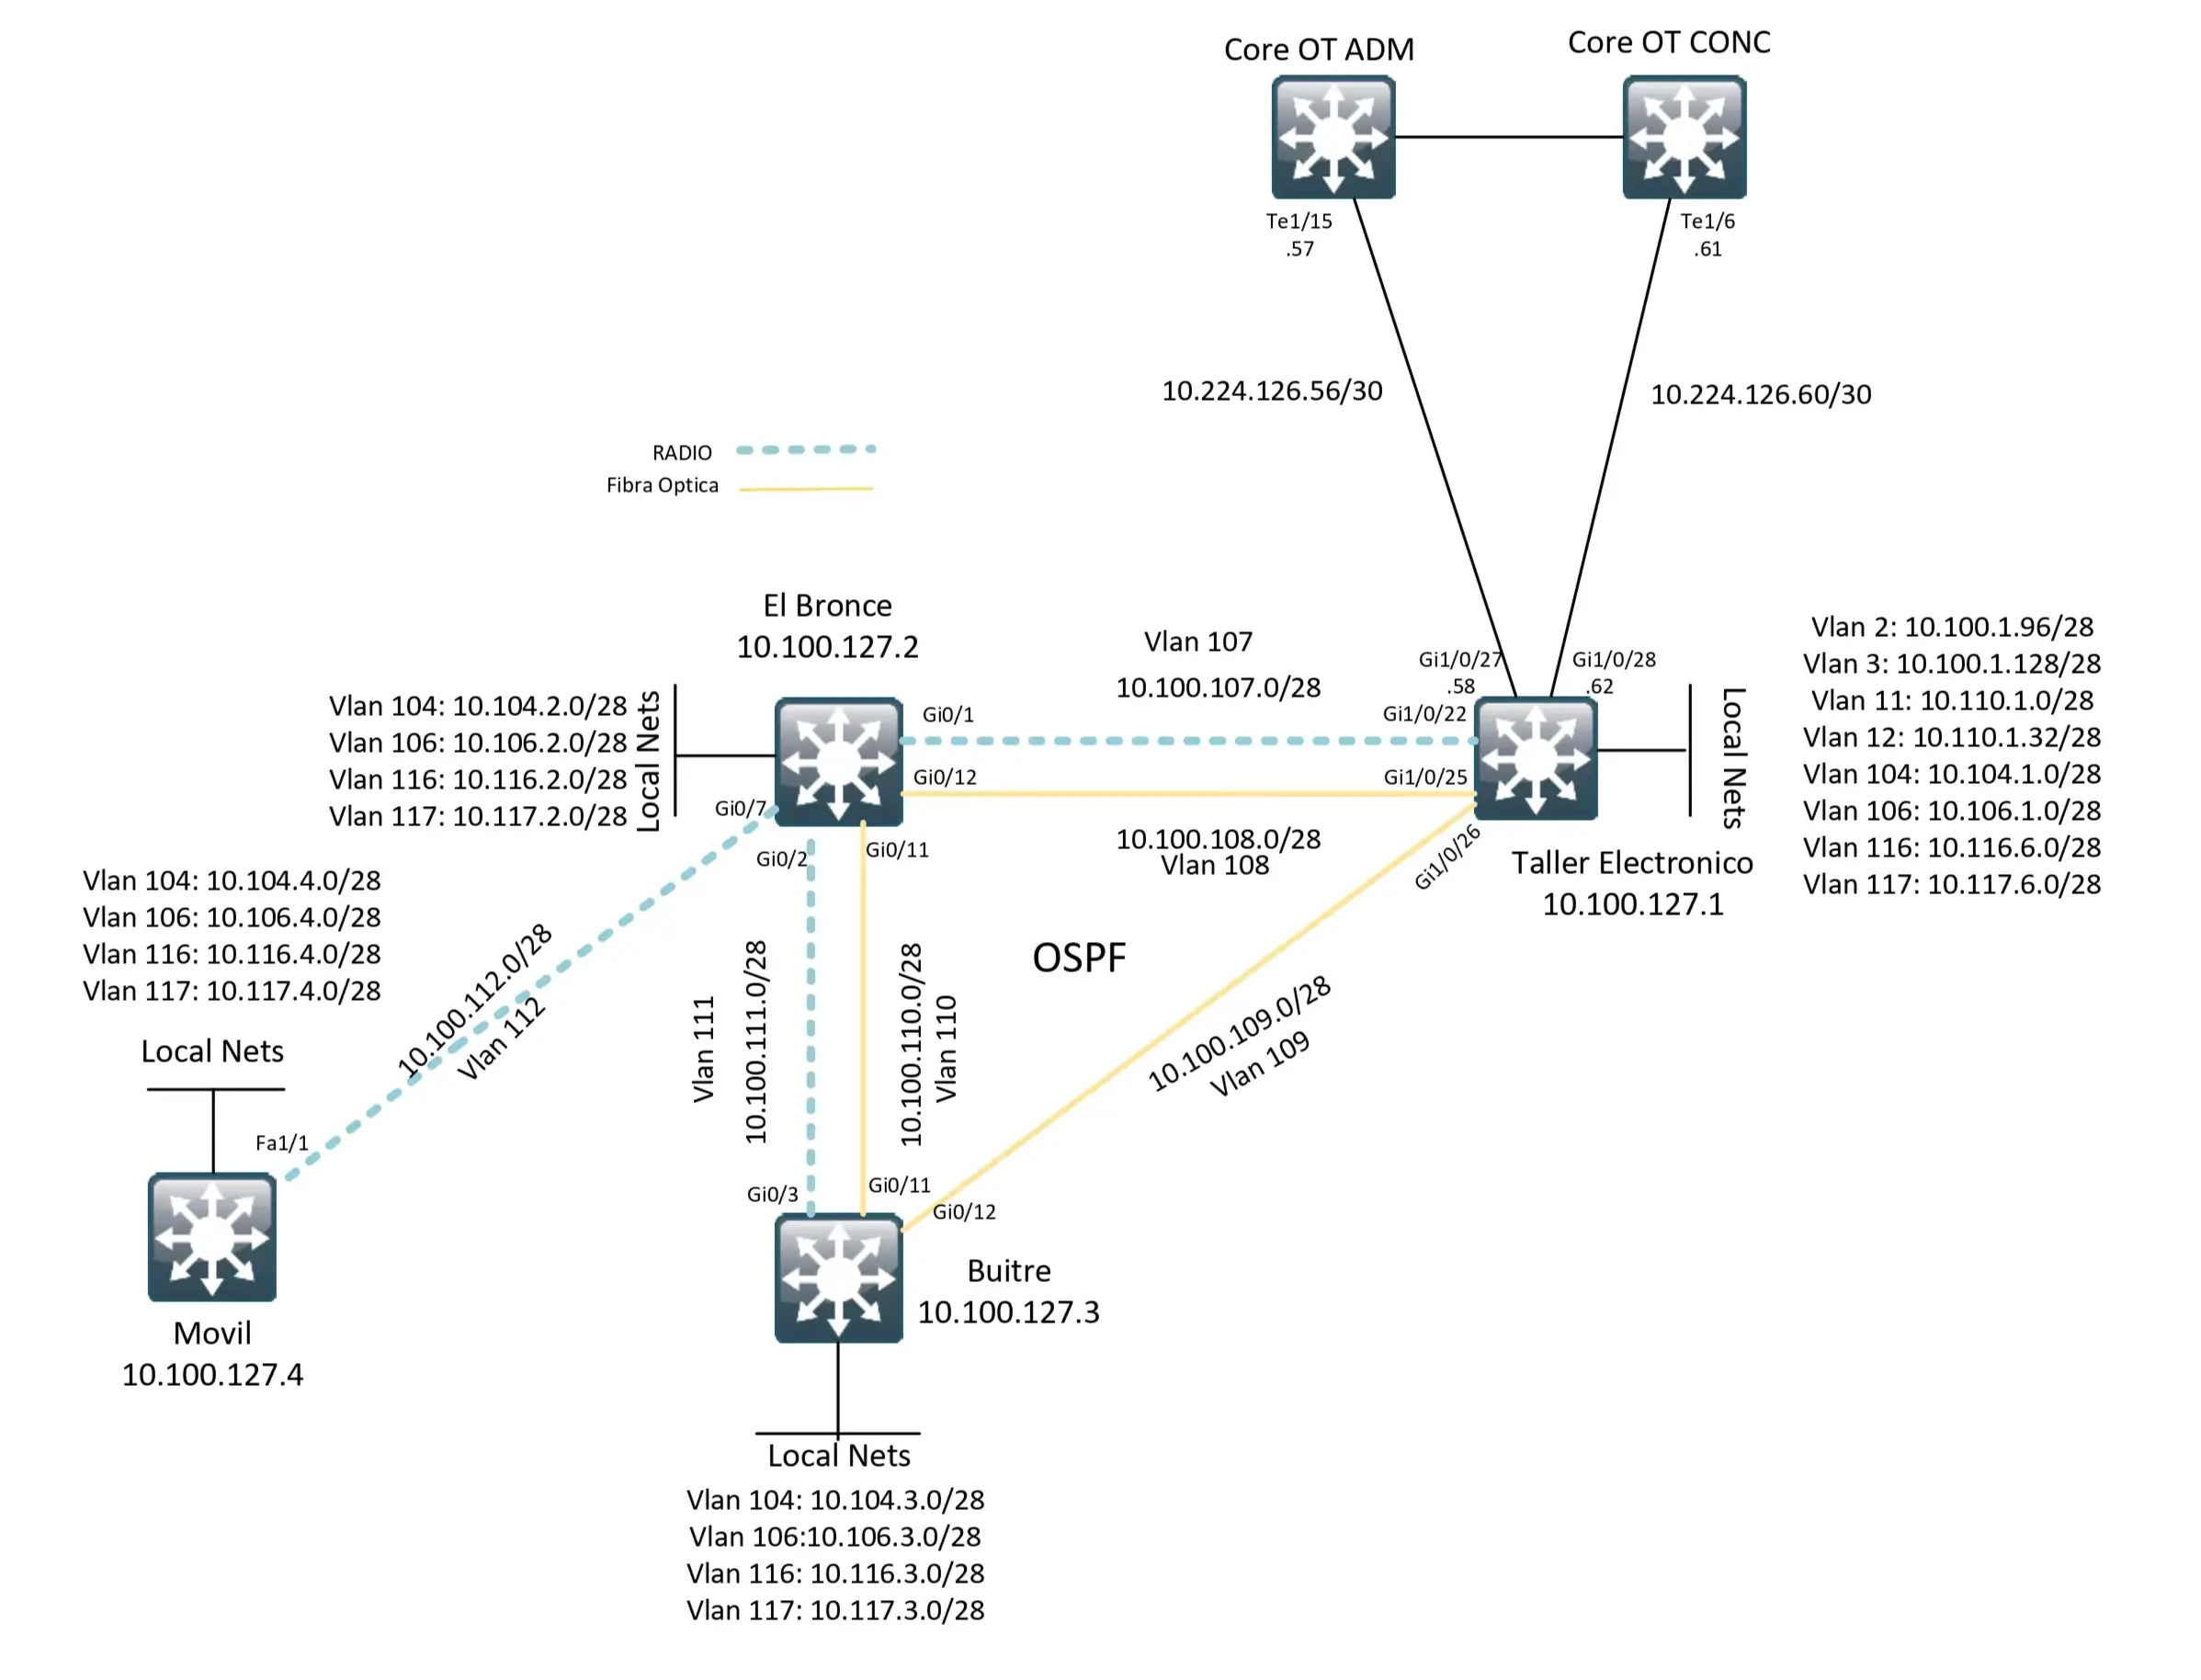 Core OT ADM
Core OT CONC
Te1/15
.57
Te1/6
.61
10.224.126.56/30
10.224.126.60/30
RADIO
Fibra Optica
El Bronce
10.100.127.2
Vlan 107
10.100.107.0/28
Gi1/0/27
.58
Gi1/0/28
.62
Vlan 2: 10.100.1.96/28
Vlan 3: 10.100.1.128/28
Vlan 11: 10.110.1.0/28
Vlan 12: 10.110.1.32/28
Vlan 104: 10.104.1.0/28
Vlan 106: 10.106.1.0/28
Vlan 116: 10.116.6.0/28
Vlan 117: 10.117.6.0/28
Local Nets
Vlan 104: 10.104.2.0/28
Vlan 106: 10.106.2.0/28
Vlan 116: 10.116.2.0/28
Vlan 117: 10.117.2.0/28
Local Nets
Gi0/1
Gi1/0/22
Gi0/12
Gi1/0/25
Gi0/7
Gi0/2
Gi0/11
10.100.108.0/28
Vlan 108
Gi1/0/26
Taller Electronico
10.100.127.1
Vlan 104: 10.104.4.0/28
Vlan 106: 10.106.4.0/28
Vlan 116: 10.116.4.0/28
Vlan 117: 10.117.4.0/28
Local Nets
10.100.112.0/28
Vlan 112
Vlan 111
10.100.111.0/28
10.100.110.0/28
Vlan 110
OSPF
10.100.109.0/28
Vlan 109
Fa1/1
Gi0/3
Gi0/11
Gi0/12
Movil
10.100.127.4
Buitre
10.100.127.3
Local Nets
Vlan 104: 10.104.3.0/28
Vlan 106:10.106.3.0/28
Vlan 116: 10.116.3.0/28
Vlan 117: 10.117.3.0/28